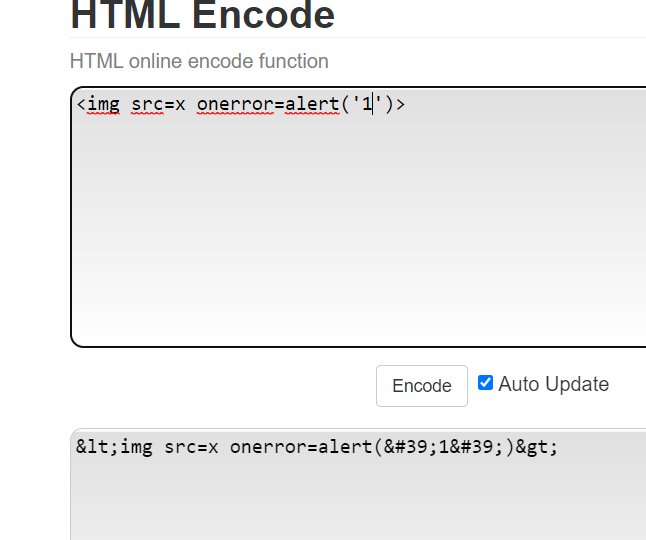 HTML Encode
HTML online encode function
<img src=x onerror=alert('1')>
Encode
Auto Update
&lt;img src=x onerror=alert(&#39;1&#39;)&gt;